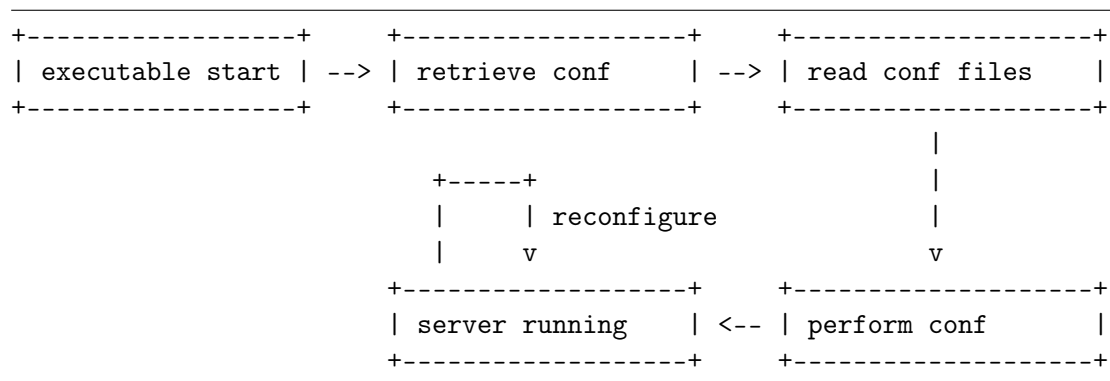 +------------------+    +-------------------+    +--------------------+
| executable start | --> | retrieve conf     | --> | read conf files    |
+------------------+    +-------------------+    +--------------------+
                                                           |
                           +-----+                         |
                           |     | reconfigure             |
                           |     v                         v
                        +-------------------+    +--------------------+
                        | server running    | <-- | perform conf       |
                        +-------------------+    +--------------------+